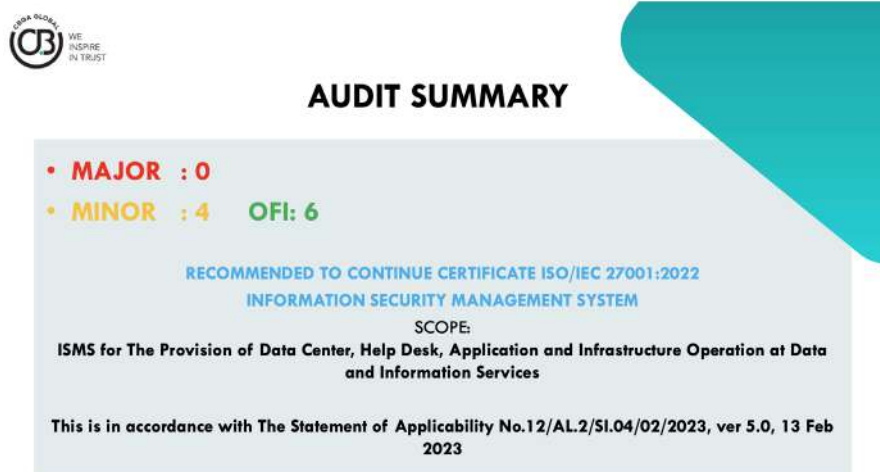 CBQA GLOBAL
CB
WE
INSPIRE
IN TRUST
AUDIT SUMMARY
• MAJOR : 0
• MINOR : 4 OFI: 6
RECOMMENDED TO CONTINUE CERTIFICATE ISO/IEC 27001:2022
INFORMATION SECURITY MANAGEMENT SYSTEM
SCOPE:
ISMS for The Provision of Data Center, Help Desk, Application and Infrastructure Operation at Data
and Information Services
This is in accordance with The Statement of Applicability No.12/AL.2/SI.04/02/2023, ver 5.0, 13 Feb
2023